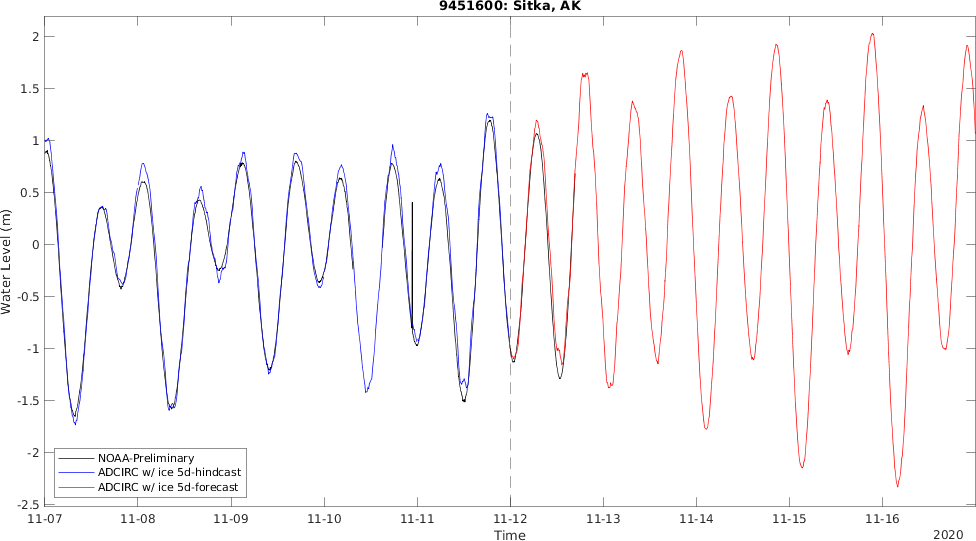 9451600: Sitka, AK
2
1.5
1
0.5
0
-0.5
-1
-1.5
-2
-2.5
Water Level (m)
NOAA-Preliminary
ADCIRC w/ ice 5d-hindcast
ADCIRC w/ ice 5d-forecast
11-07 11-08 11-09 11-10 11-11 11-12 11-13 11-14 11-15 11-16
Time
2020